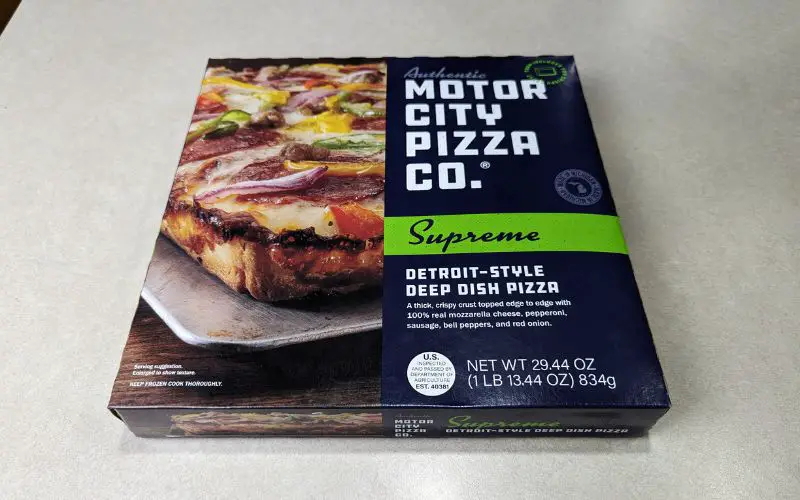 Authentic
MOTOR
CITY
PIZZA
CO.®
Supreme
DETROIT-STYLE
DEEP DISH PIZZA
A thick, crispy crust topped edge to edge with
100% real mozzarella cheese, pepperoni,
sausage, bell peppers, and red onion.
U.S.
INSPECTED
AND PASSED BY
DEPARTMENT OF
AGRICULTURE
EST. 40381
NET WT 29.44 OZ
(1 LB 13.44 OZ) 834g
Serving suggestion.
Enlarged to show texture.
KEEP FROZEN COOK THOROUGHLY.
MOTOR
CITY
PIZZA
CO.
Supreme
DETROIT-STYLE DEEP DISH PIZZA